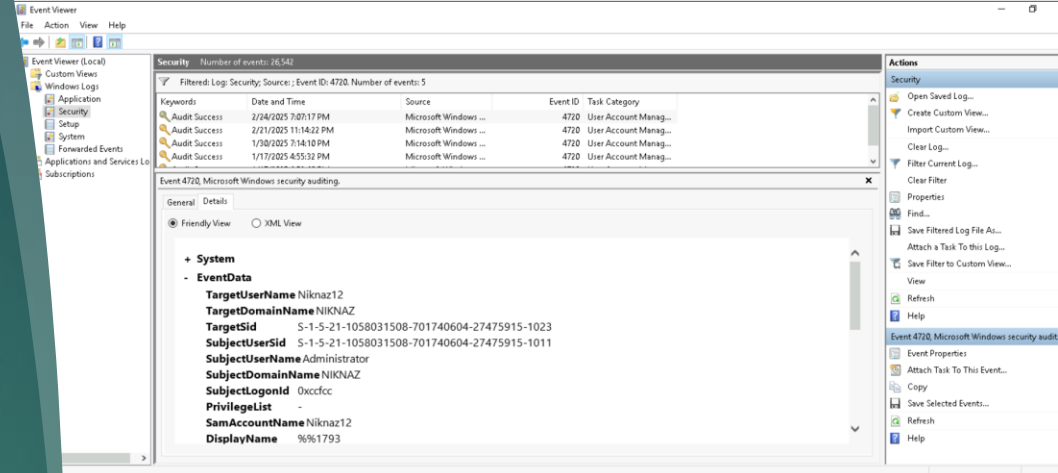 Event Viewer
File Action View Help
Event Viewer (Local)
Custom Views
Windows Logs
Application
Security
Setup
System
Forwarded Events
Applications and Services Lo
Subscriptions
Security Number of events: 26,542
Filtered: Log: Security; Source: ; Event ID: 4720. Number of events: 5
Keywords Date and Time Source Event ID Task Category
Audit Success 2/24/2025 7:07:17 PM Microsoft Windows ... 4720 User Account Manag...
Audit Success 2/21/2025 11:14:22 PM Microsoft Windows ... 4720 User Account Manag...
Audit Success 1/30/2025 7:14:10 PM Microsoft Windows ... 4720 User Account Manag...
Audit Success 1/17/2025 4:55:32 PM Microsoft Windows ... 4720 User Account Manag...
Event 4720, Microsoft Windows security auditing.
General Details
Friendly View XML View
+ System
- EventData
TargetUserName Niknaz12
TargetDomainName NIKNAZ
TargetSid S-1-5-21-1058031508-701740604-27475915-1023
SubjectUserSid S-1-5-21-1058031508-701740604-27475915-1011
SubjectUserName Administrator
SubjectDomainName NIKNAZ
SubjectLogonId 0xccfcc
PrivilegeList -
SamAccountName Niknaz12
DisplayName %%1793
Actions
Security
Open Saved Log...
Create Custom View...
Import Custom View...
Clear Log...
Filter Current Log...
Clear Filter
Properties
Find...
Save Filtered Log File As...
Attach a Task To this Log...
Save Filter to Custom View...
View
Refresh
Help
Event 4720, Microsoft Windows security audit
Event Properties
Attach Task To This Event...
Copy
Save Selected Events...
Refresh
Help